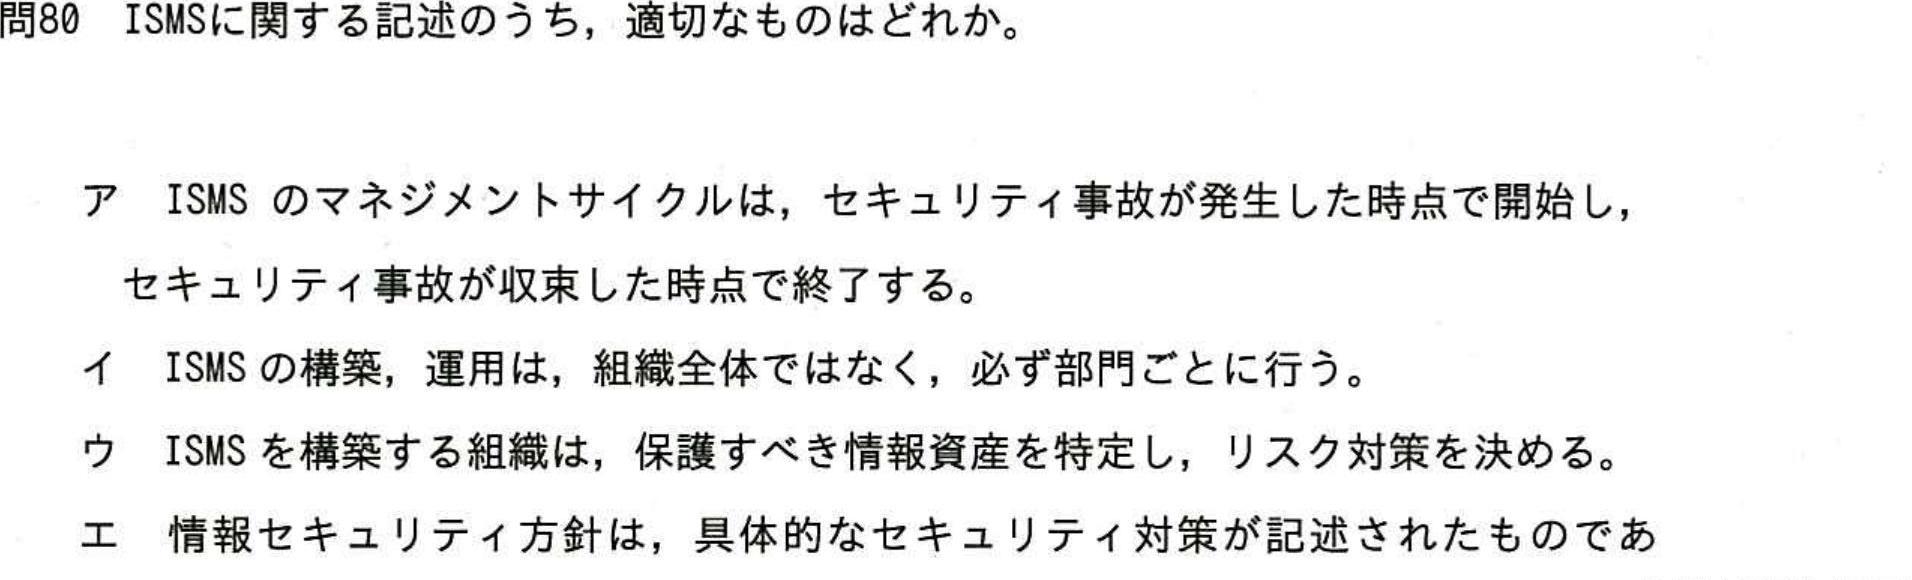 問80　ISMSに関する記述のうち，適切なものはどれか。
ア　ISMS のマネジメントサイクルは，セキュリティ事故が発生した時点で開始し，
セキュリティ事故が収束した時点で終了する。
イ　ISMS の構築，運用は，組織全体ではなく，必ず部門ごとに行う。
ウ　ISMS を構築する組織は，保護すべき情報資産を特定し，リスク対策を決める。
エ　情報セキュリティ方針は，具体的なセキュリティ対策が記述されたものであ